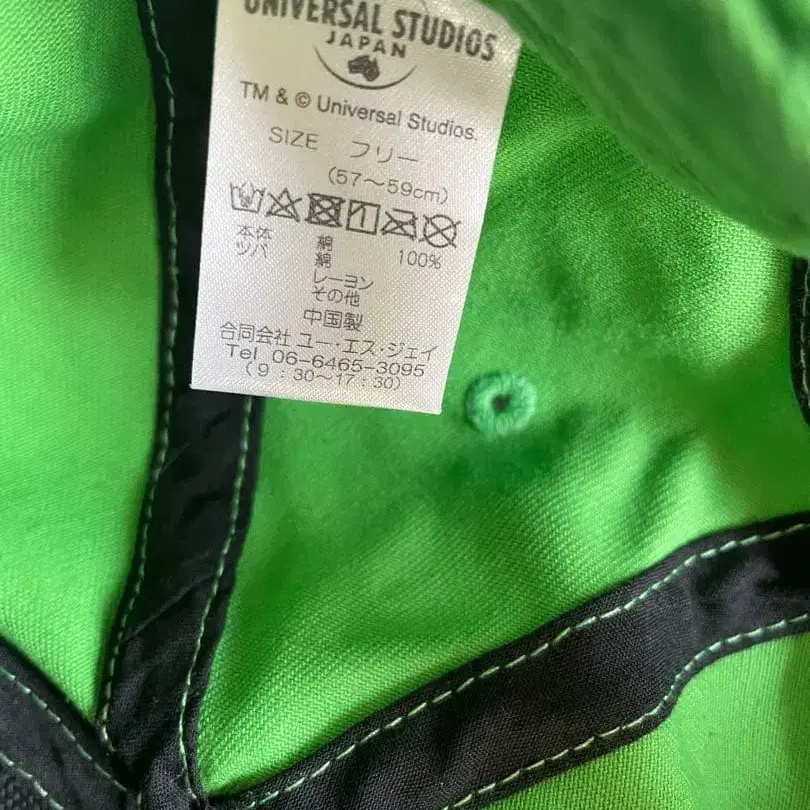 UNIVERSAL STUDIOS
JAPAN
TM & © Universal Studios.
SIZE フリー
(57～59cm)
本体 綿 100%
ツバ 綿
レーヨン
その他
中国製
合同会社 ユー・エス・ジェイ
Tel 06-6465-3095
(9:30～17:30)